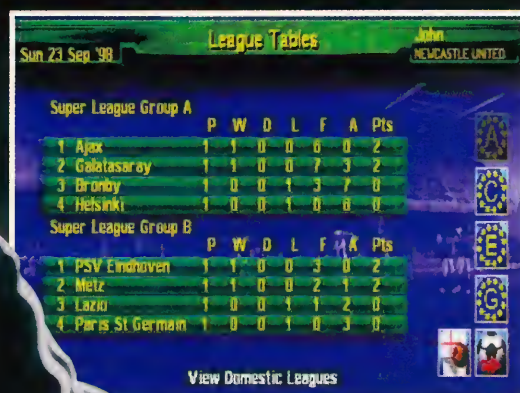 League Tables
Sun 23 Sep '98
John
NEWCASTLE UNITED
Super League Group A
P W D L F A Pts
1 Ajax 1 1 0 0 6 0 2
2 Galatasaray 1 1 0 0 7 3 2
3 Bronby 1 0 0 1 3 7 0
4 Helsinki 1 0 0 1 0 6 0
Super League Group B
P W D L F A Pts
1 PSV Eindhoven 1 1 0 0 3 0 2
2 Metz 1 1 0 0 2 1 2
3 Lazio 1 0 0 1 1 2 0
4 Paris St Germain 1 0 0 1 0 3 0
A
C
E
G
View Domestic Leagues